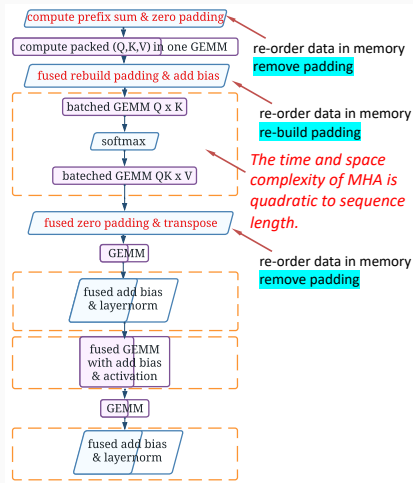 compute prefix sum & zero padding
compute packed (Q,K,V) in one GEMM
re-order data in memory
remove padding
fused rebuild padding & add bias
batched GEMM Q x K
re-order data in memory
re-build padding
softmax
bateched GEMM QK x V
The time and space
complexity of MHA is
quadratic to sequence
length.
fused zero padding & transpose
GEMM
re-order data in memory
remove padding
fused add bias
& layernorm
fused GEMM
with add bias
& activation
GEMM
fused add bias
& layernorm